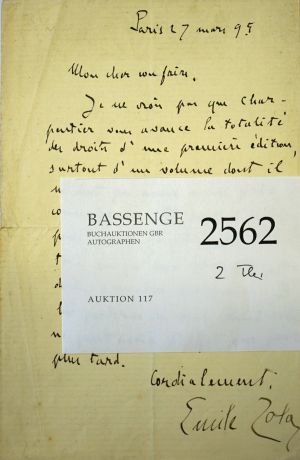 Paris 27 mars 95
Mon cher confrère.
Je ne crois pas que Char-
pentier vous avance la totalité
des droits d'une première édition,
surtout d'un volume dont il
BASSENGE
BUCHAUKTIONEN GBR
AUTOGRAPHEN
2562
2
AUKTION 117
plus tard.
Cordialement.
Emile Zola